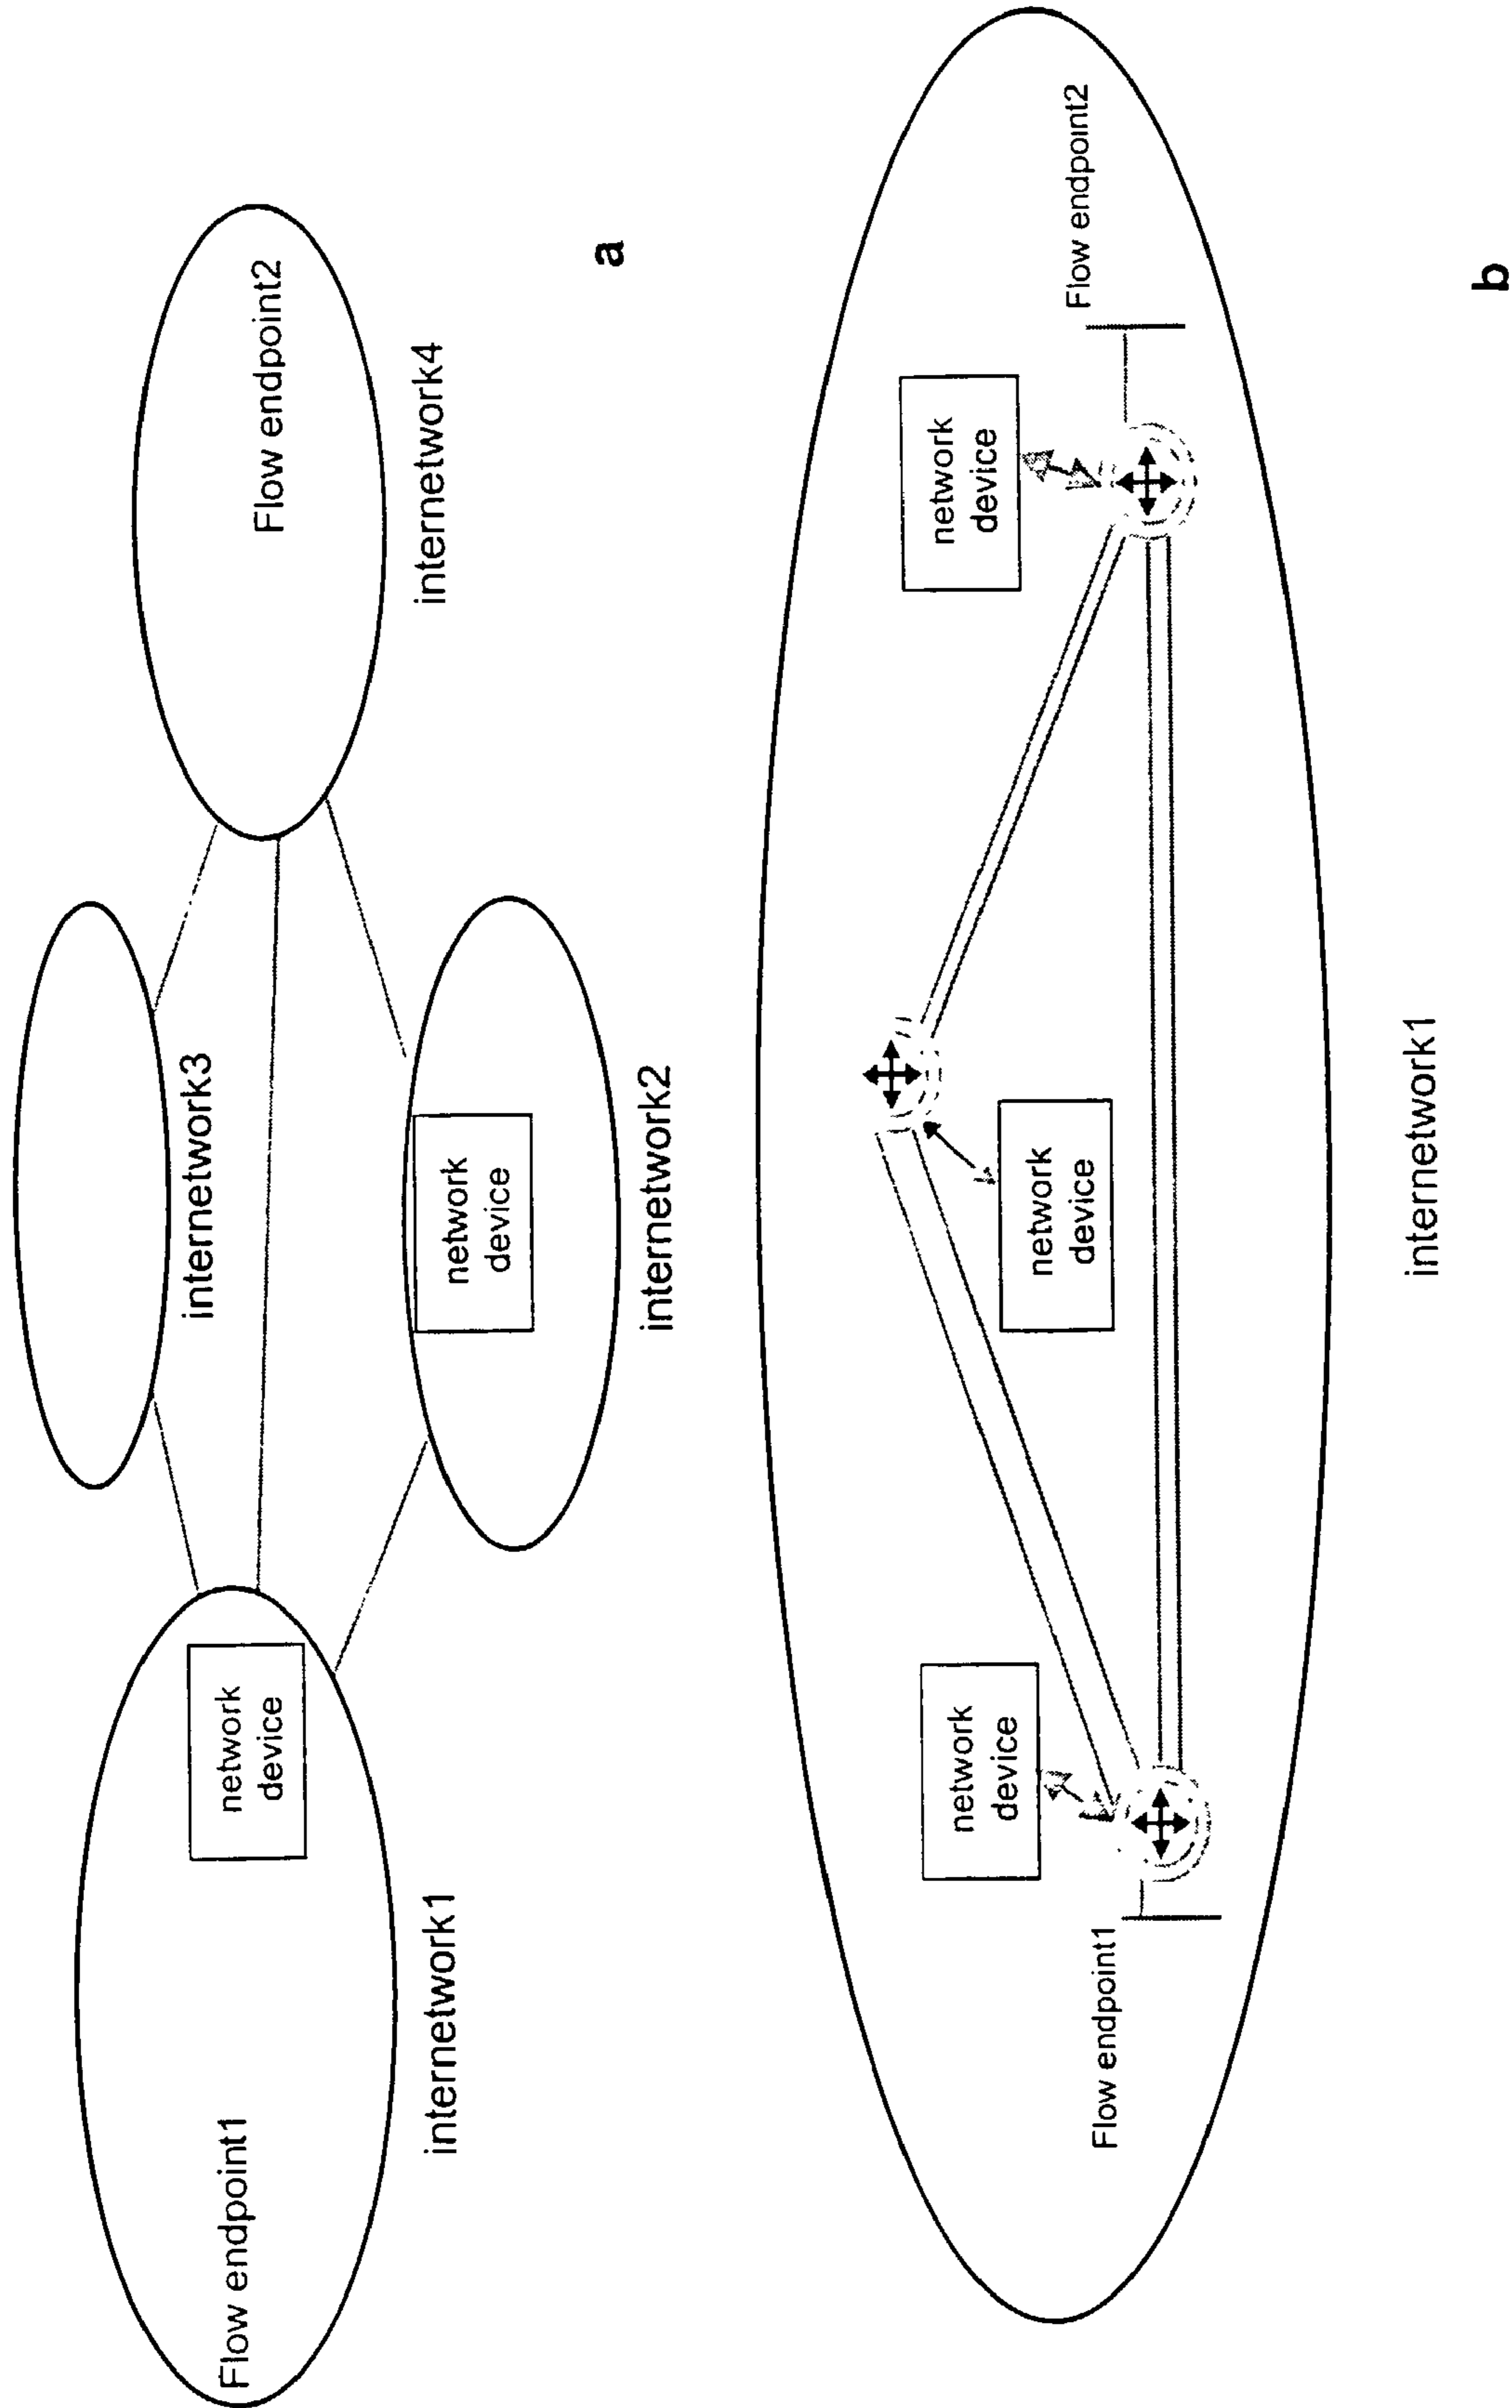 internetwork3
Flow endpoint1
network
device
Flow endpoint2
internetwork1
network
device
internetwork4
internetwork2
a
network
device
network
device
network
device
Flow endpoint1
Flow endpoint2
internetwork1
b